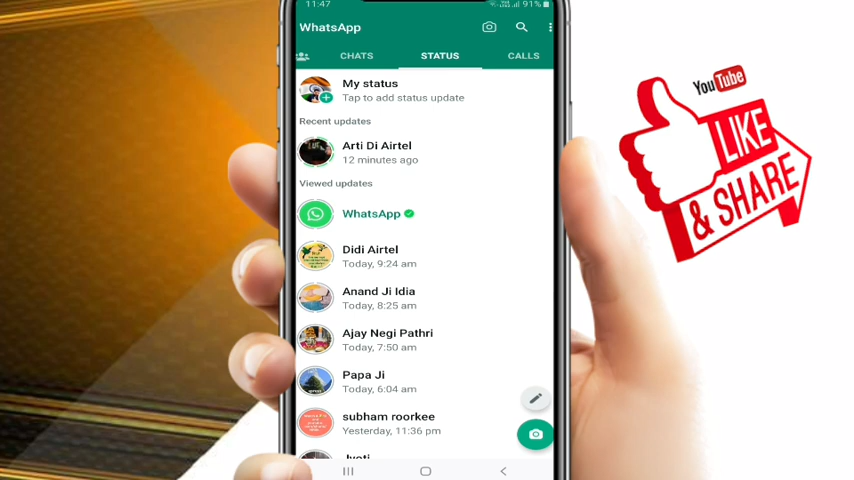 11:47
91%
WhatsApp
CHATS
STATUS
CALLS
My status
Tap to add status update
Recent updates
Arti Di Airtel
12 minutes ago
Viewed updates
WhatsApp
Didi Airtel
Today, 9:24 am
Anand Ji Idia
Today, 8:25 am
Ajay Negi Pathri
Today, 7:50 am
Papa Ji
Today, 6:04 am
subham roorkee
Yesterday, 11:36 pm
Jyoti
YouTube
LIKE
& SHARE